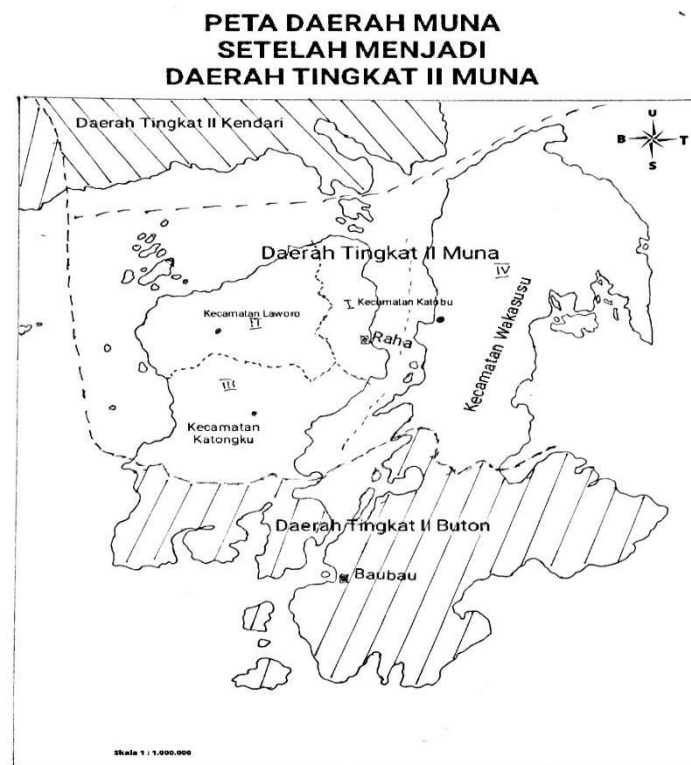 PETA DAERAH MUNA
SETELAH MENJADI
DAERAH TINGKAT II MUNA
Daerah Tingkat II Kendari
U
B T
S
Daerah Tingkat II Muna
IV
I Kecamatan Katobu
Kecamatan Laworo
II
Raha
Kecamatan Wakasusu
III
Kecamatan
Katongku
Daerah Tingkat II Buton
Baubau
Skala 1 : 1.000.000